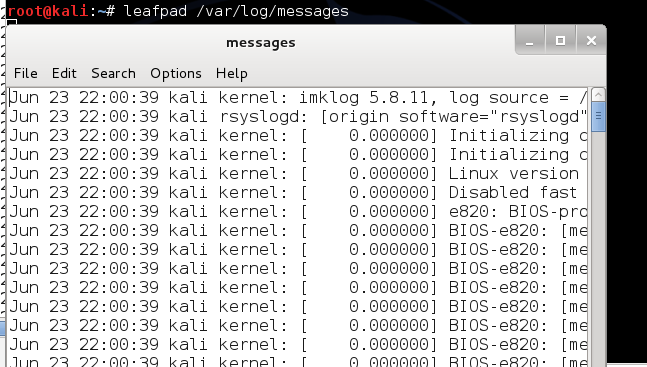 root@kali:~# leafpad /var/log/messages
messages
File Edit Search Options Help
Jun 23 22:00:39 kali kernel: imklog 5.8.11, log source = /
Jun 23 22:00:39 kali rsyslogd: [origin software="rsyslogd"
Jun 23 22:00:39 kali kernel: [    0.000000] Initializing c
Jun 23 22:00:39 kali kernel: [    0.000000] Initializing c
Jun 23 22:00:39 kali kernel: [    0.000000] Linux version
Jun 23 22:00:39 kali kernel: [    0.000000] Disabled fast
Jun 23 22:00:39 kali kernel: [    0.000000] e820: BIOS-pro
Jun 23 22:00:39 kali kernel: [    0.000000] BIOS-e820: [me
Jun 23 22:00:39 kali kernel: [    0.000000] BIOS-e820: [me
Jun 23 22:00:39 kali kernel: [    0.000000] BIOS-e820: [me
Jun 23 22:00:39 kali kernel: [    0.000000] BIOS-e820: [me
Jun 23 22:00:39 kali kernel: [    0.000000] BIOS-e820: [me
Jun 23 22:00:39 kali kernel: [    0.000000] BIOS-e820: [me
Jun 23 22:00:39 kali kernel: [    0.000000] BIOS-e820: [me
Jun 23 22:00:39 kali kernel: [    0.000000] BIOS-e820: [me